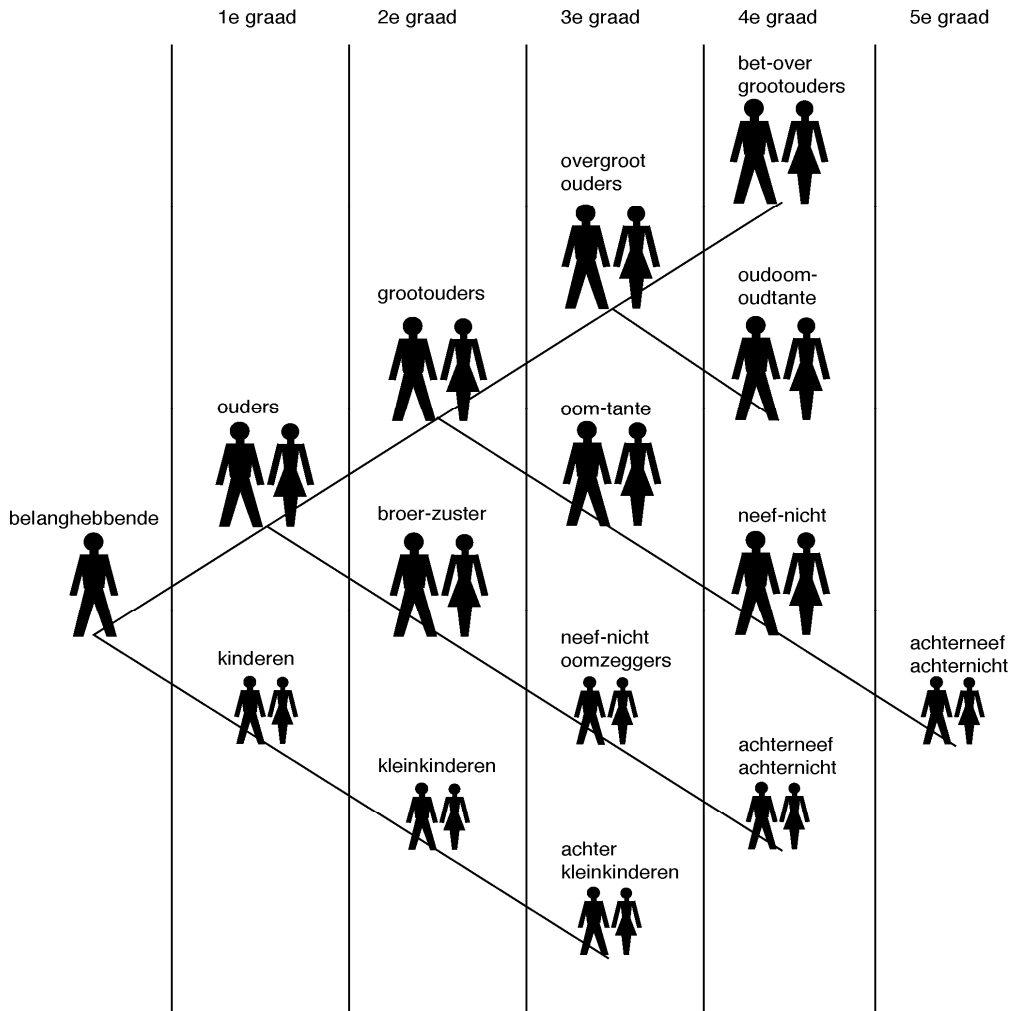 1e graad
2e graad
3e graad
4e graad
5e graad
bet-over
grootouders
overgroot
ouders
oudoom-
oudtante
grootouders
ouders
oom-tante
belanghebbende
broer-zuster
neef-nicht
kinderen
neef-nicht
oomzeggers
achterneef
achternicht
kleinkinderen
achterneef
achternicht
achter
kleinkinderen